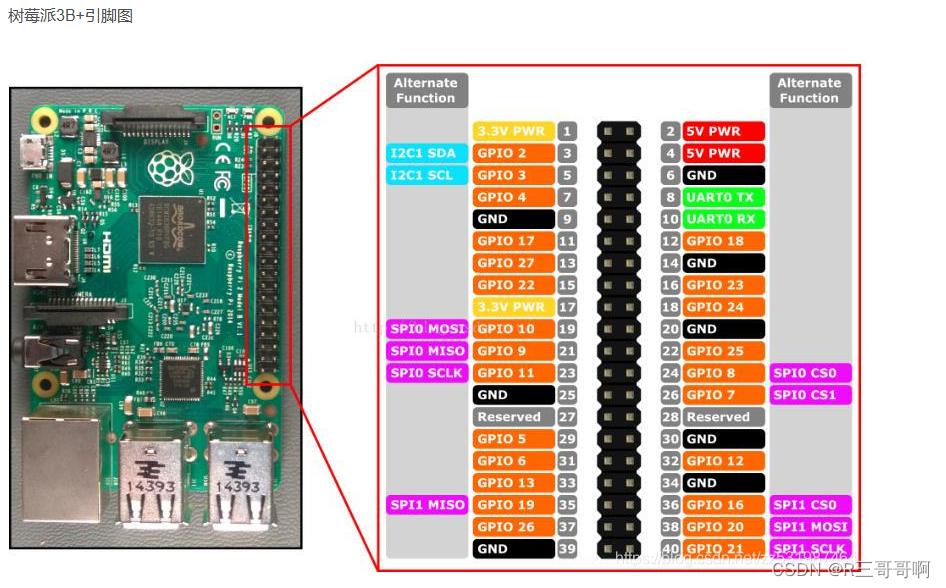 树莓派3B+引脚图
Alternate Function
Alternate Function
3.3V PWR 1 2 5V PWR
I2C1 SDA GPIO 2 3 4 5V PWR
I2C1 SCL GPIO 3 5 6 GND
GPIO 4 7 8 UART0 TX
GND 9 10 UART0 RX
GPIO 17 11 12 GPIO 18
GPIO 27 13 14 GND
GPIO 22 15 16 GPIO 23
3.3V PWR 17 18 GPIO 24
SPI0 MOSI GPIO 10 19 20 GND
SPI0 MISO GPIO 9 21 22 GPIO 25
SPI0 SCLK GPIO 11 23 24 GPIO 8 SPI0 CS0
GND 25 26 GPIO 7 SPI0 CS1
Reserved 27 28 Reserved
GPIO 5 29 30 GND
GPIO 6 31 32 GPIO 12
GPIO 13 33 34 GND
SPI1 MISO GPIO 19 35 36 GPIO 16 SPI1 CS0
GPIO 26 37 38 GPIO 20 SPI1 MOSI
GND 39 40 GPIO 21 SPI1 SCLK
CSDN @R三哥哥啊
DISPLAY
HDMI
CAMERA
BROADCOM
14393
14393